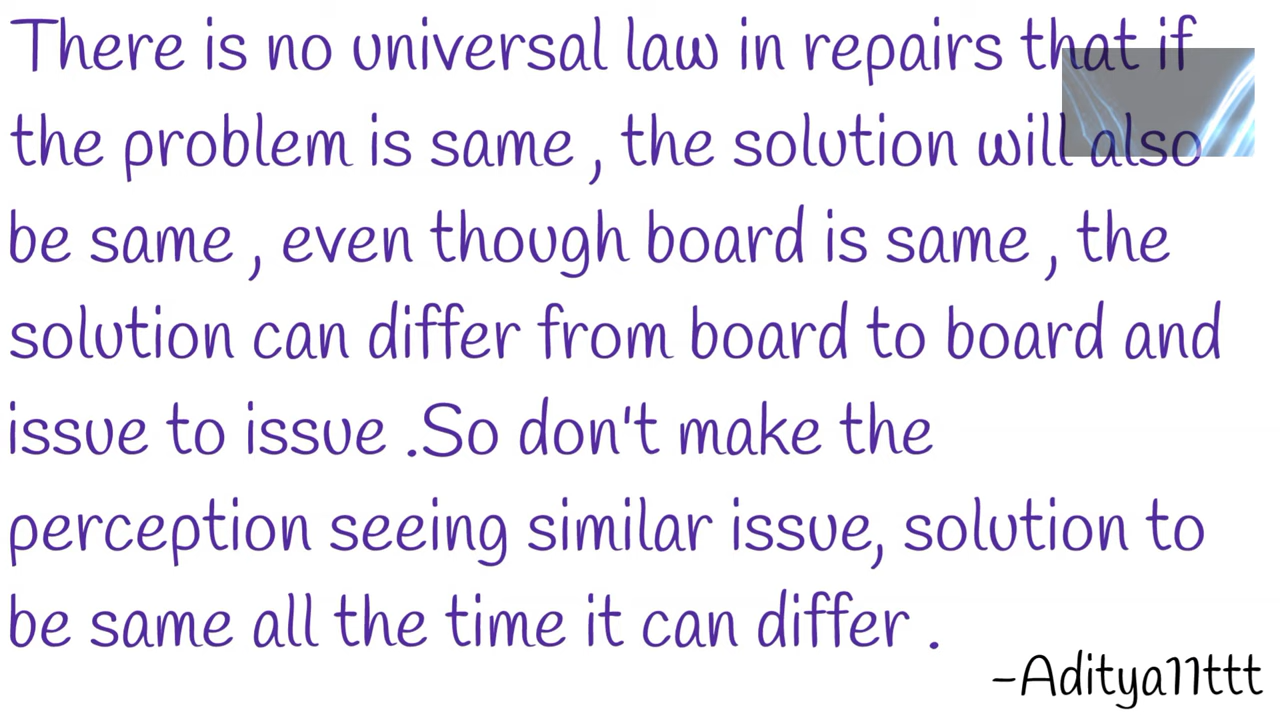 There is no universal law in repairs that if
the problem is same , the solution will also
be same , even though board is same , the
solution can differ from board to board and
issue to issue .So don't make the
perception seeing similar issue, solution to
be same all the time it can differ .
-Aditya11ttt